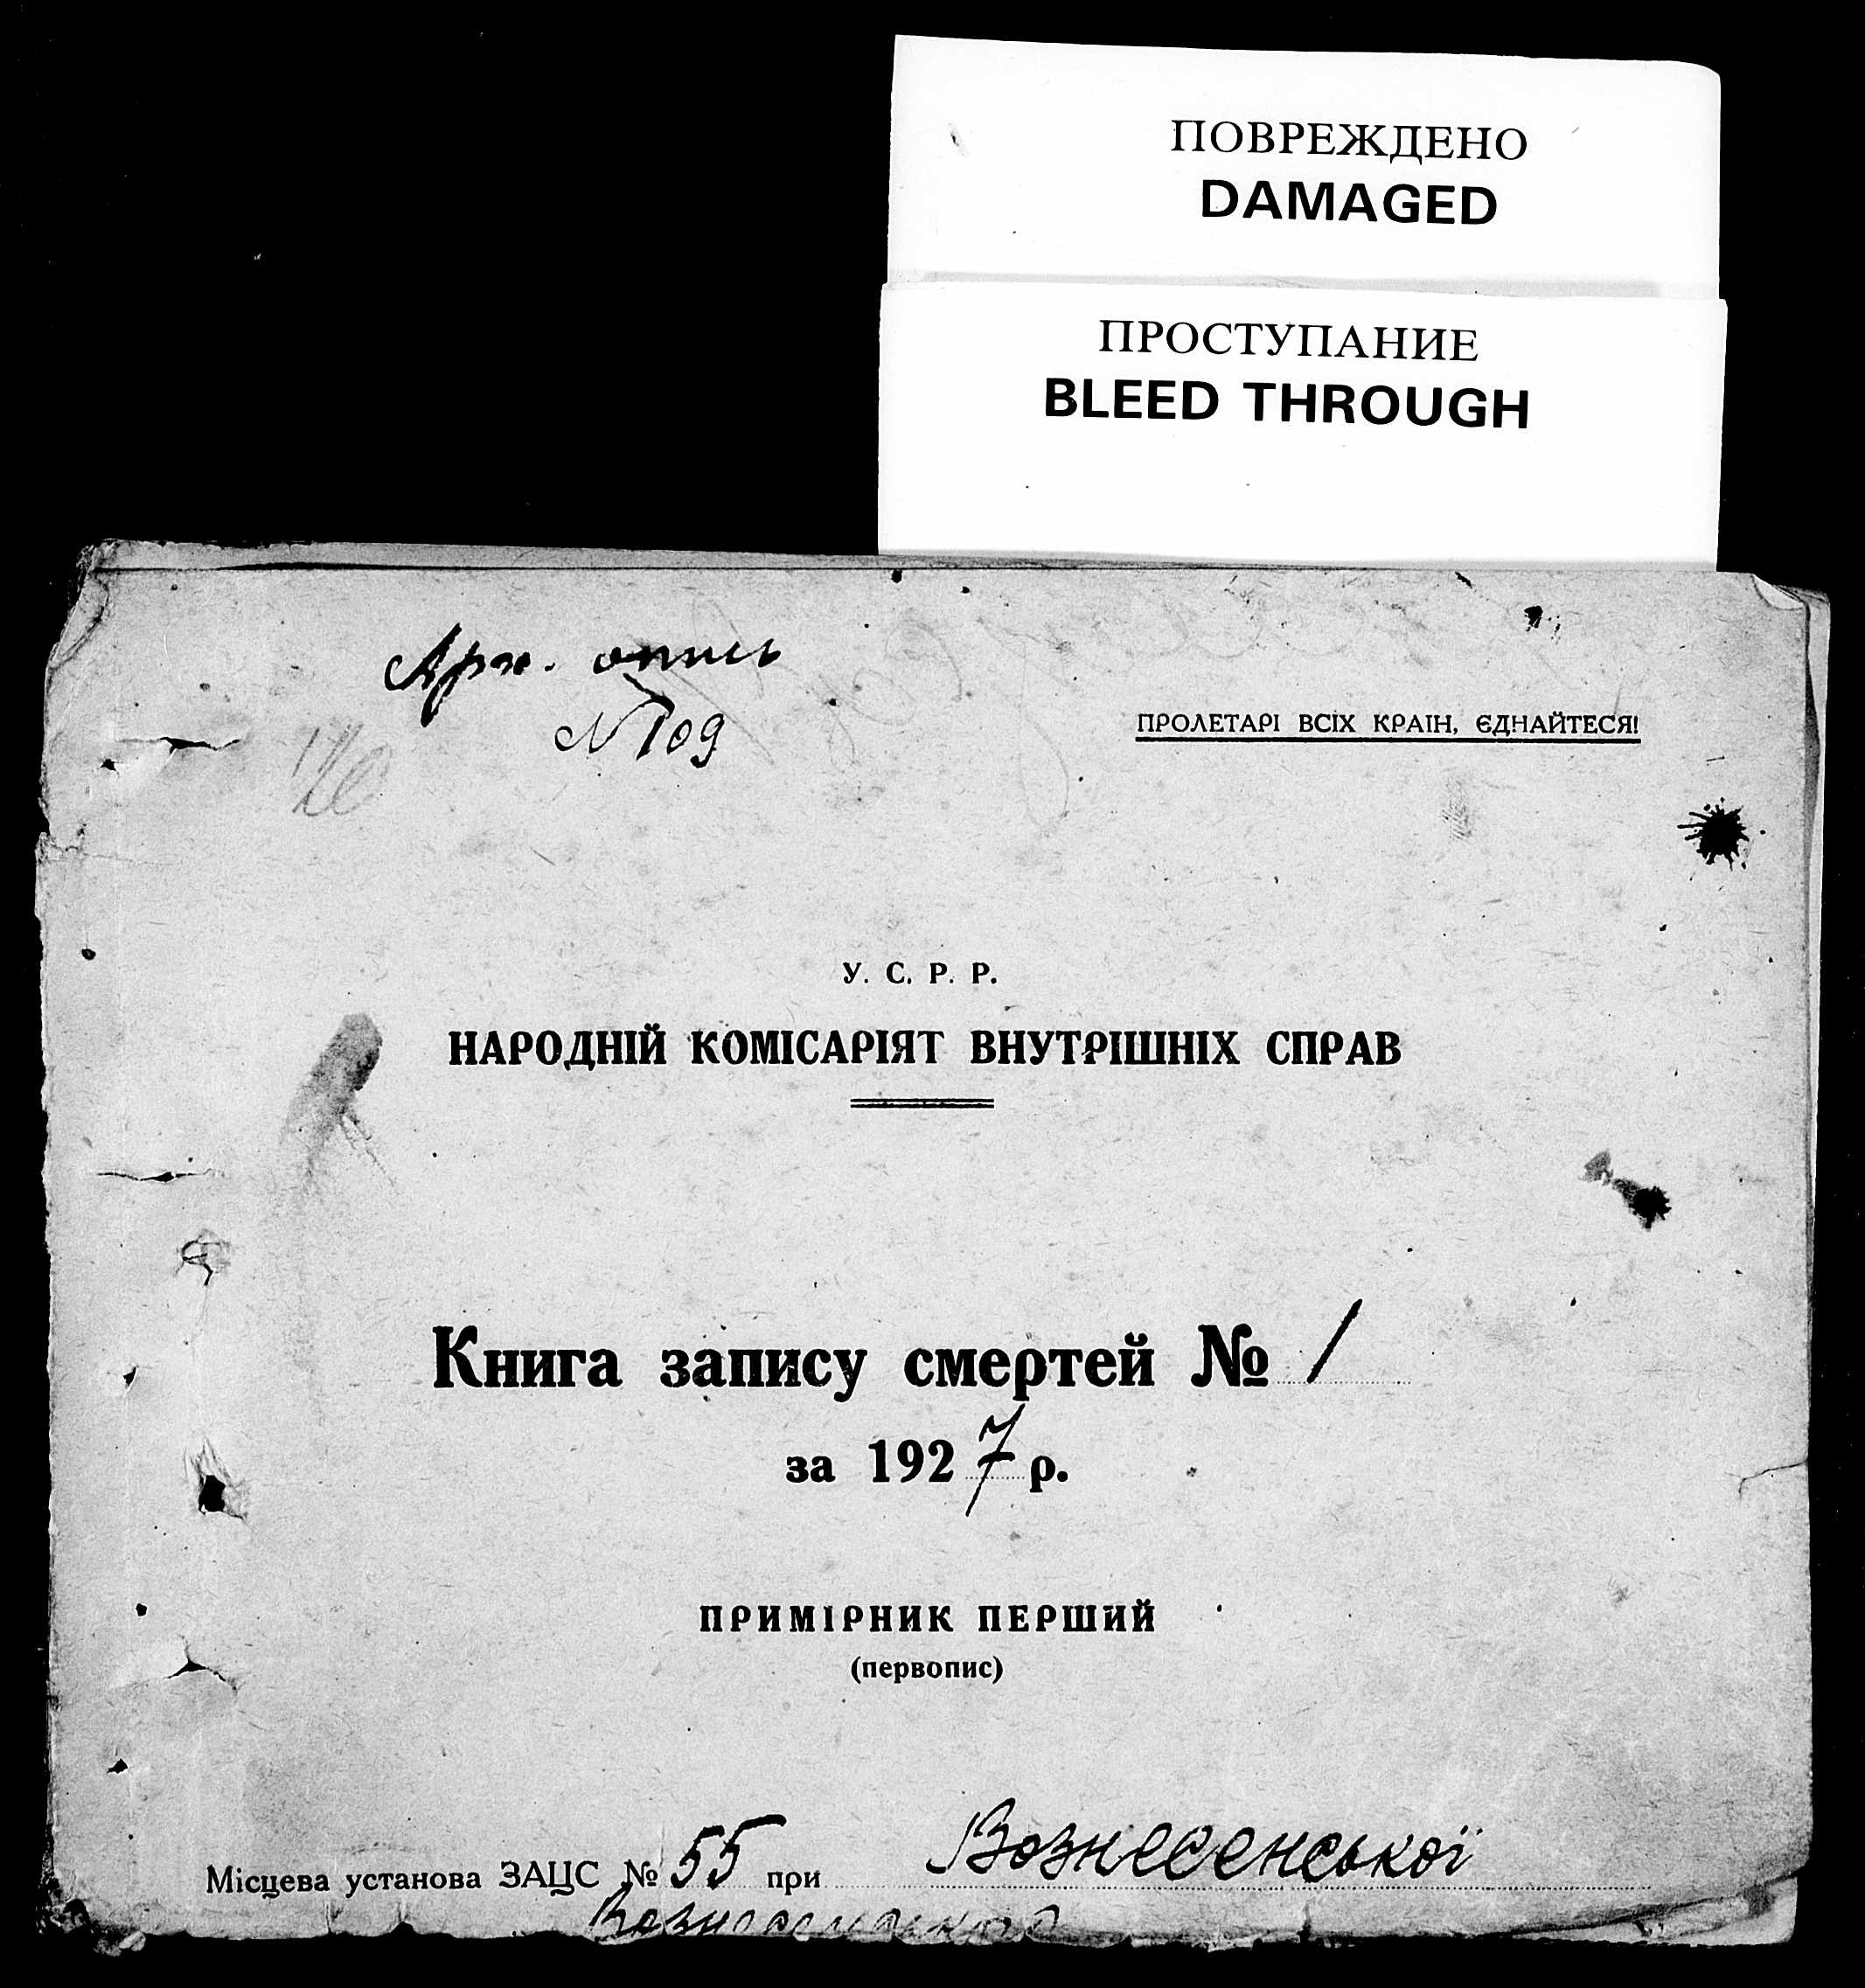 ПОВРЕЖДЕНО
DAMAGED
ПРОСТУПАНИЕ
BLEED THROUGH
Арх. опись
№ 109
ПРОЛЕТАРІ ВСІХ КРАІН, ЄДНАЙТЕСЯ!
У. С. Р. Р.
НАРОДНІЙ КОМІСАРІЯТ ВНУТРІШНІХ СПРАВ
Книга запису смертей № 1
за 1927 р.
ПРИМІРНИК ПЕРШИЙ
(первопис)
Місцева установа ЗАЦС № 55 при Вознесенської